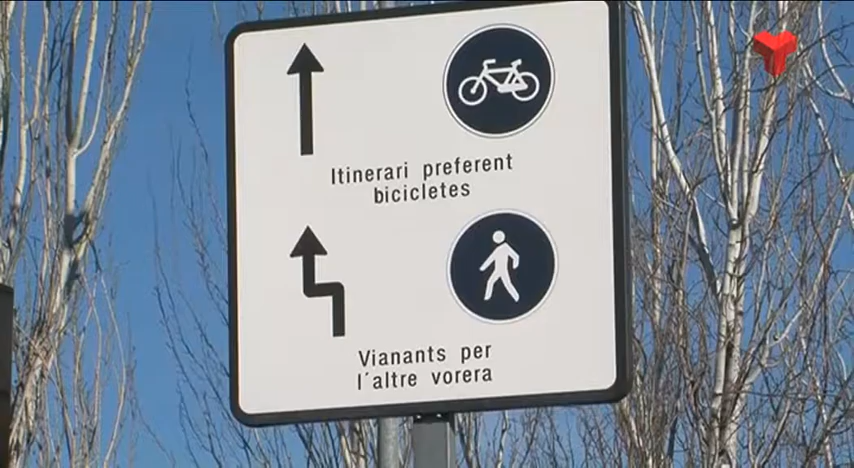 Itinerari preferent
bicicletes
Vianants per
l'altre vorera